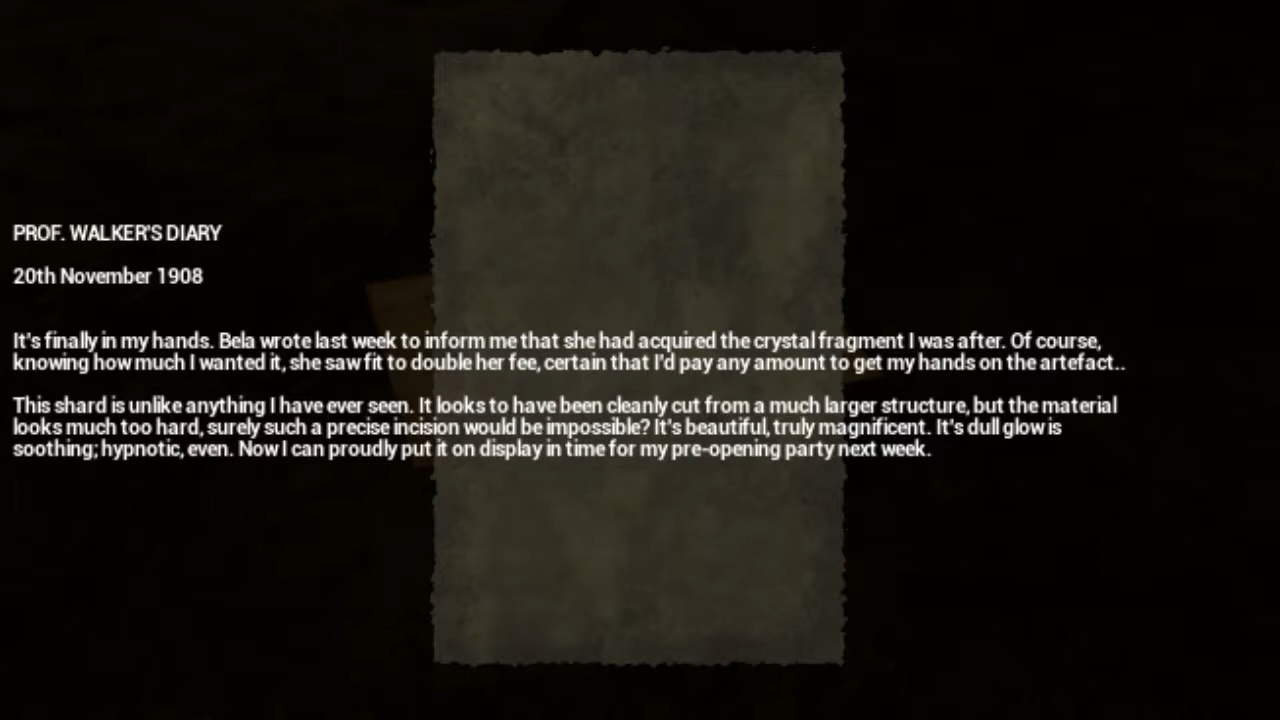 PROF. WALKER'S DIARY
20th November 1908
It's finally in my hands. Bela wrote last week to inform me that she had acquired the crystal fragment I was after. Of course,
knowing how much I wanted it, she saw fit to double her fee, certain that I'd pay any amount to get my hands on the artefact..
This shard is unlike anything I have ever seen. It looks to have been cleanly cut from a much larger structure, but the material
looks much too hard, surely such a precise incision would be impossible? It's beautiful, truly magnificent. It's dull glow is
soothing; hypnotic, even. Now I can proudly put it on display in time for my pre-opening party next week.